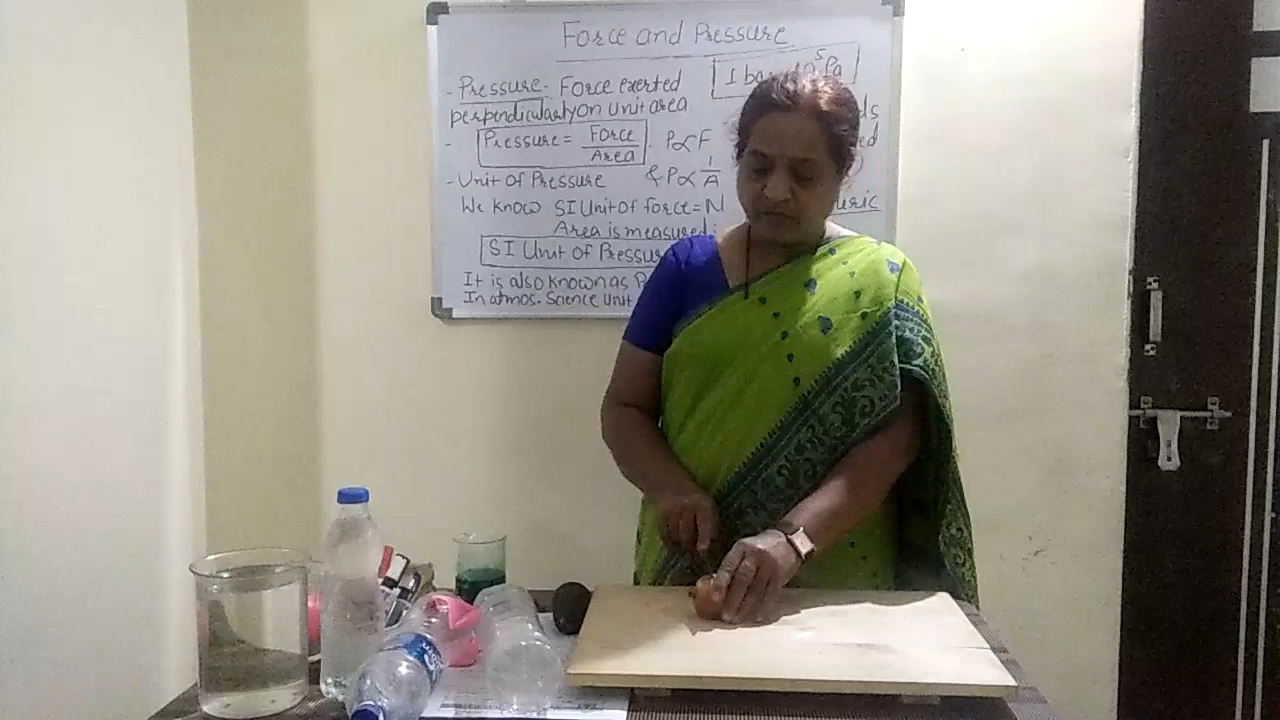 Force and Pressure
- Pressure - Force exerted
perpendicularly on unit area
- Pressure = Force / Area P∝F
& P∝ 1/A
1 ba 10⁵ Pa
- Unit of Pressure
We know SI Unit of force = N
Area is measured
SI Unit of Pressu
It is also known as P
In atmos. Science unit